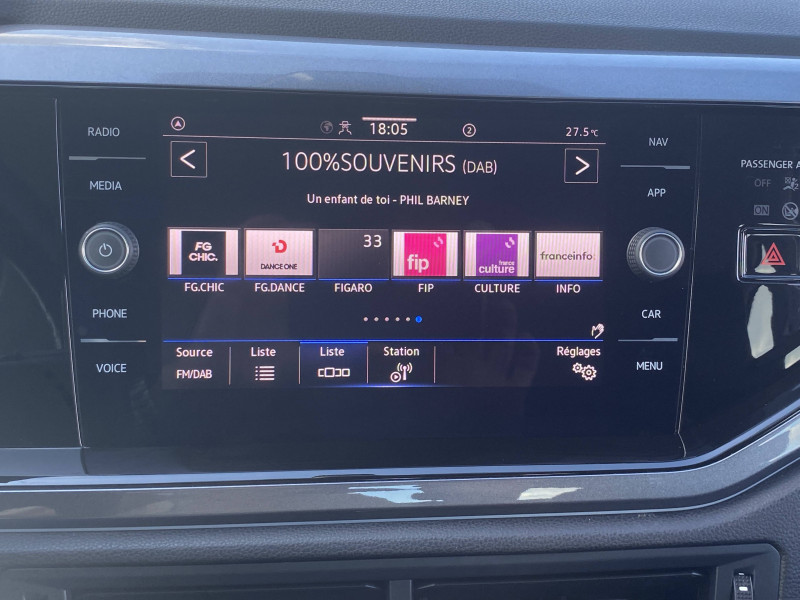 RADIO
MEDIA
PHONE
VOICE
18:05
2
27.5°C
< 100%SOUVENIRS (DAB) >
Un enfant de toi - PHIL BARNEY
FG CHIC.
DANCE ONE
33
fip
france culture
franceinfo:
FG.CHIC
FG.DANCE
FIGARO
FIP
CULTURE
INFO
Source
FM/DAB
Liste
Liste
Station
Réglages
NAV
APP
CAR
MENU
PASSENGER A
OFF
ON